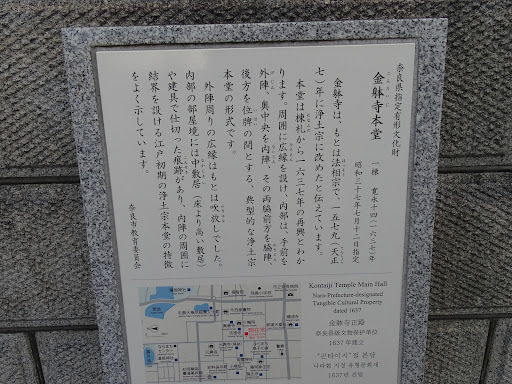 奈良県指定有形文化財
金躰寺本堂
こんたいじ
一棟 寛永十四(一六三七)年
昭和三十七年七月十二日指定
金躰寺は、もとは法相宗で、一五七九(天正
七)年に浄土宗に改めたと伝えています。
本堂は棟札から一六三七年の再興とわか
ります。周囲に広縁を設け、内部は、手前を
外陣、奥中央を内陣、その両脇前方を脇陣、
後方を位牌の間とする、典型的な浄土宗
本堂の形式です。
外陣周りの広縁はもとは吹放しでした。
内部の部屋境には中敷居(床より高い敷居)
や建具で仕切った痕跡があり、内陣の周囲に
結界を設ける江戸初期の浄土宗本堂の特徴
をよく示しています。
奈良市教育委員会
Kontaiji Temple Main Hall
Nara-Prefecture-designated
Tangible Cultural Property
dated 1637
金躰寺正殿
奈良县级文物保护单位
1637年建立
"곤타이지"절 본당
나라현 지정 유형문화재
1637년 건립